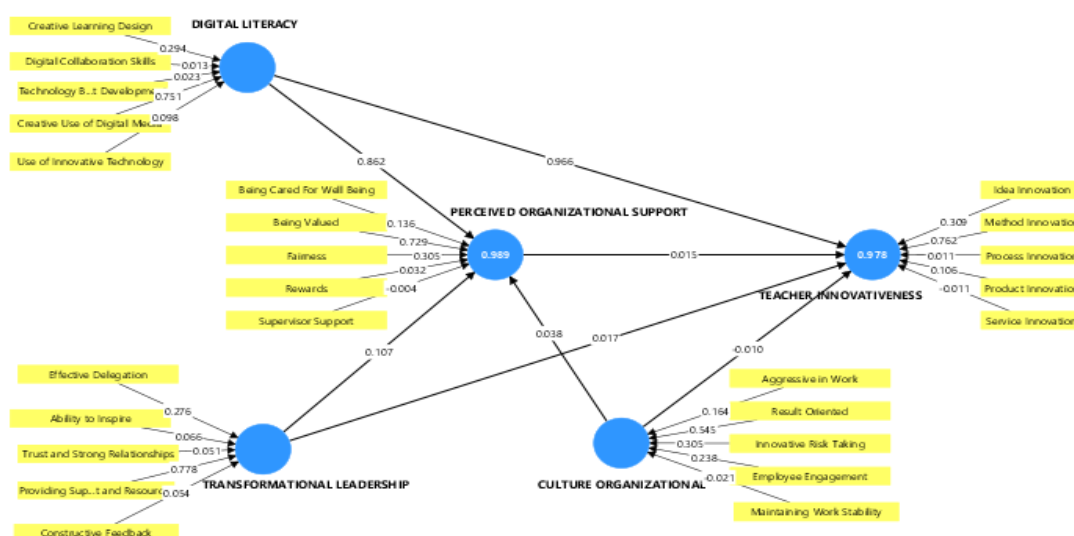 DIGITAL LITERACY
Creative Learning Design
0.294
Digital Collaboration Skills
0.013
0.023
Technology B...t Developme
0.751
Creative Use of Digital Med
0.098
Use of Innovative Technology
0.862
0.966
Being Cared For Well Being
0.136
Being Valued
0.729
Fairness
0.305
0.032
Rewards
-0.004
Supervisor Support
PERCEIVED ORGANIZATIONAL SUPPORT
0.989
0.015
0.978
TEACHER INNOVATIVENESS
Idea Innovation
0.309
Method Innovatio
0.762
Process Innovation
0.011
0.106
Product Innovatio
-0.011
Service Innovation
0.107
0.038
0.017
-0.010
Effective Delegation
0.276
Ability to Inspire
0.066
-0.051
Trust and Strong Relationships
0.778
Providing Sup...t and Resourc
0.054
Constructive Feedback
TRANSFORMATIONAL LEADERSHIP
CULTURE ORGANIZATIONAL
Aggressive in Work
0.164
Result Oriented
0.545
0.305
Innovative Risk Taking
0.238
Employee Engagement
-0.021
Maintaining Work Stability